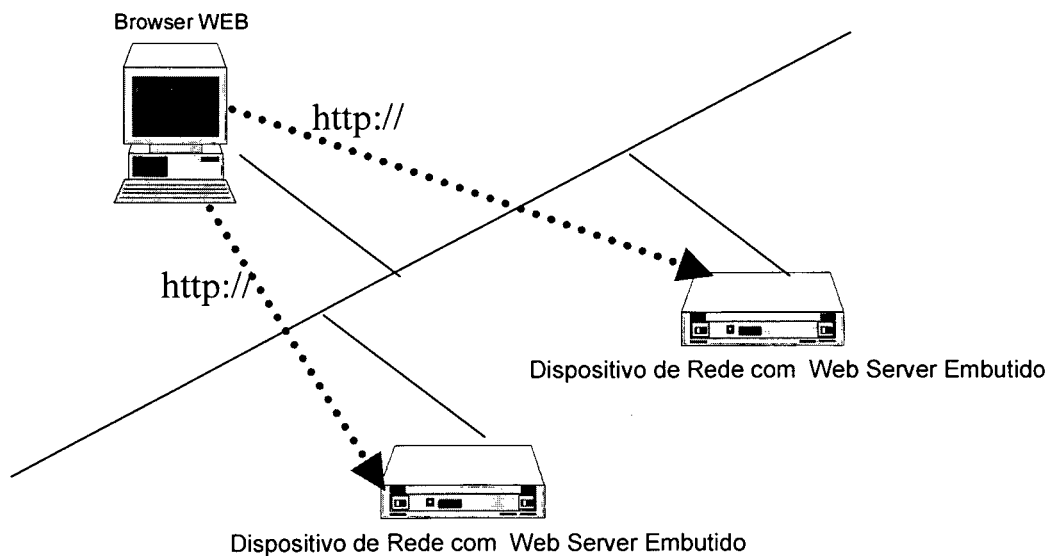 Browser WEB
http://
http://
Dispositivo de Rede com Web Server Embutido
Dispositivo de Rede com Web Server Embutido